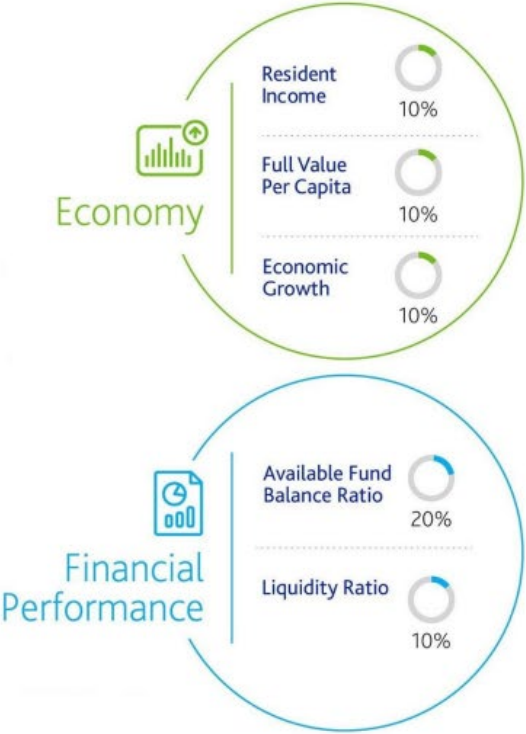 Economy
Resident
Income
10%
Full Value
Per Capita
10%
Economic
Growth
10%
Financial
Performance
Available Fund
Balance Ratio
20%
Liquidity Ratio
10%